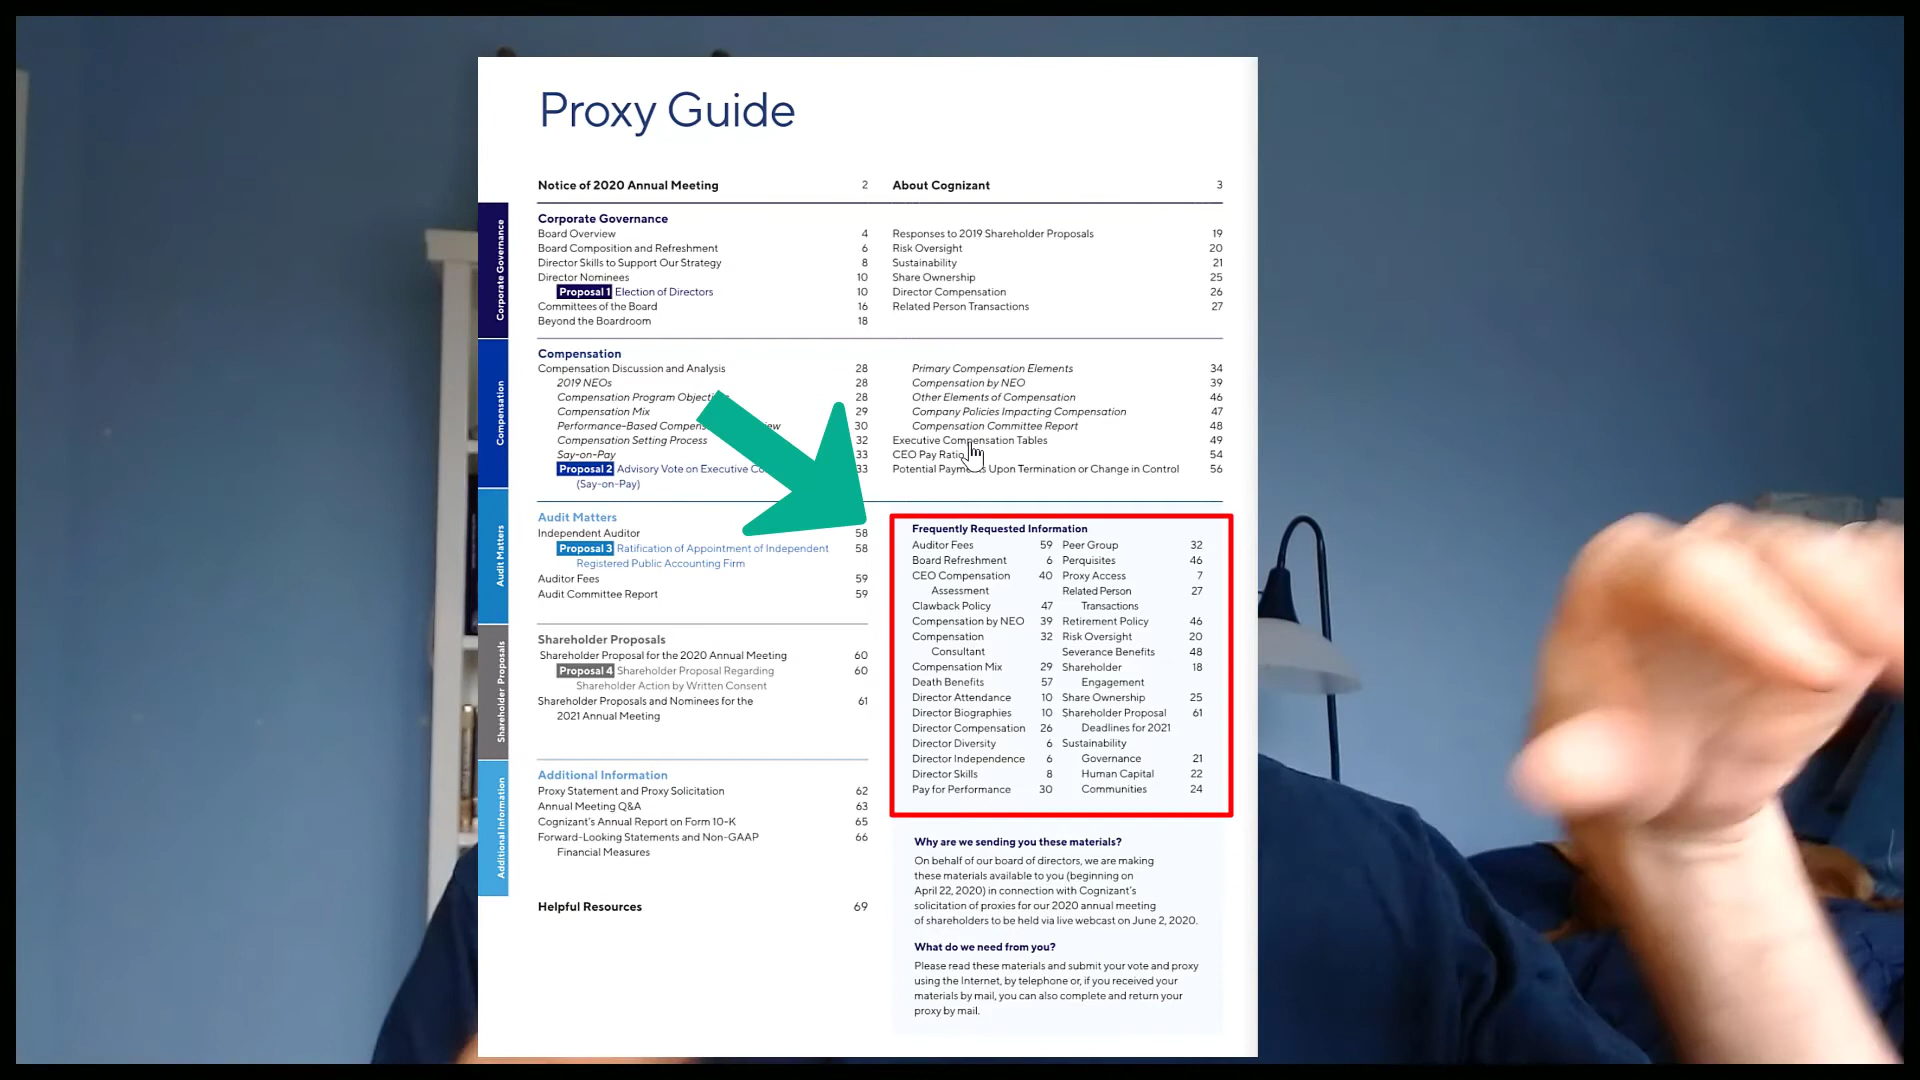 Proxy Guide
Notice of 2020 Annual Meeting 2
About Cognizant 3
Corporate Governance
Corporate Governance
Board Overview 4
Board Composition and Refreshment 6
Director Skills to Support Our Strategy 8
Director Nominees 10
Proposal 1 Election of Directors 10
Committees of the Board 16
Beyond the Boardroom 18
Responses to 2019 Shareholder Proposals 19
Risk Oversight 20
Sustainability 21
Share Ownership 25
Director Compensation 26
Related Person Transactions 27
Compensation
Compensation
Compensation Discussion and Analysis 28
2019 NEOs 28
Compensation Program 28
Compensation Mix 29
Performance-Based 30
Compensation Setting Process 32
Say-on-Pay 33
Proposal 2 Advisory Vote on Executive 33
(Say-on-Pay)
Primary Compensation Elements 34
Compensation by NEO 39
Other Elements of Compensation 46
Company Policies Impacting Compensation 47
Compensation Committee Report 48
Executive Compensation Tables 49
CEO Pay Ratio 54
Potential Payments Upon Termination or Change in Control 56
Audit Matters
Audit Matters
Independent Auditor 58
Proposal 3 Ratification of Appointment of Independent 58
Registered Public Accounting Firm
Auditor Fees 59
Audit Committee Report 59
Shareholder Proposals
Shareholder Proposals
Shareholder Proposal for the 2020 Annual Meeting 60
Proposal 4 Shareholder Proposal Regarding 60
Shareholder Action by Written Consent
Shareholder Proposals and Nominees for the 61
2021 Annual Meeting
Additional Information
Additional Information
Proxy Statement and Proxy Solicitation 62
Annual Meeting Q&A 63
Cognizant's Annual Report on Form 10-K 65
Forward-Looking Statements and Non-GAAP 66
Financial Measures
Helpful Resources 69
Frequently Requested Information
Auditor Fees 59
Board Refreshment 6
CEO Compensation 40
Assessment
Clawback Policy 47
Compensation by NEO 39
Compensation 32
Consultant
Compensation Mix 29
Death Benefits 57
Director Attendance 10
Director Biographies 10
Director Compensation 26
Director Diversity 6
Director Independence 6
Director Skills 8
Pay for Performance 30
Peer Group 32
Perquisites 46
Proxy Access 7
Related Person 27
Transactions
Retirement Policy 46
Risk Oversight 20
Severance Benefits 48
Shareholder 18
Engagement
Share Ownership 25
Shareholder Proposal 61
Deadlines for 2021
Sustainability
Governance 21
Human Capital 22
Communities 24
Why are we sending you these materials?
On behalf of our board of directors, we are making
these materials available to you (beginning on
April 22, 2020) in connection with Cognizant's
solicitation of proxies for our 2020 annual meeting
of shareholders to be held via live webcast on June 2, 2020.
What do we need from you?
Please read these materials and submit your vote and proxy
using the Internet, by telephone or, if you received your
materials by mail, you can also complete and return your
proxy by mail.